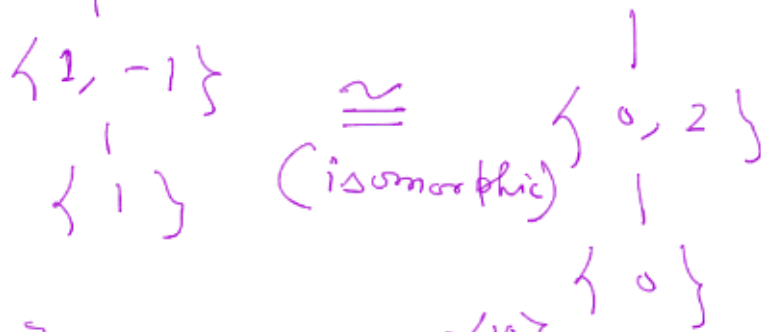 {1, -1} ≅ {0, 2}
{1} (isomorphic)
{0}